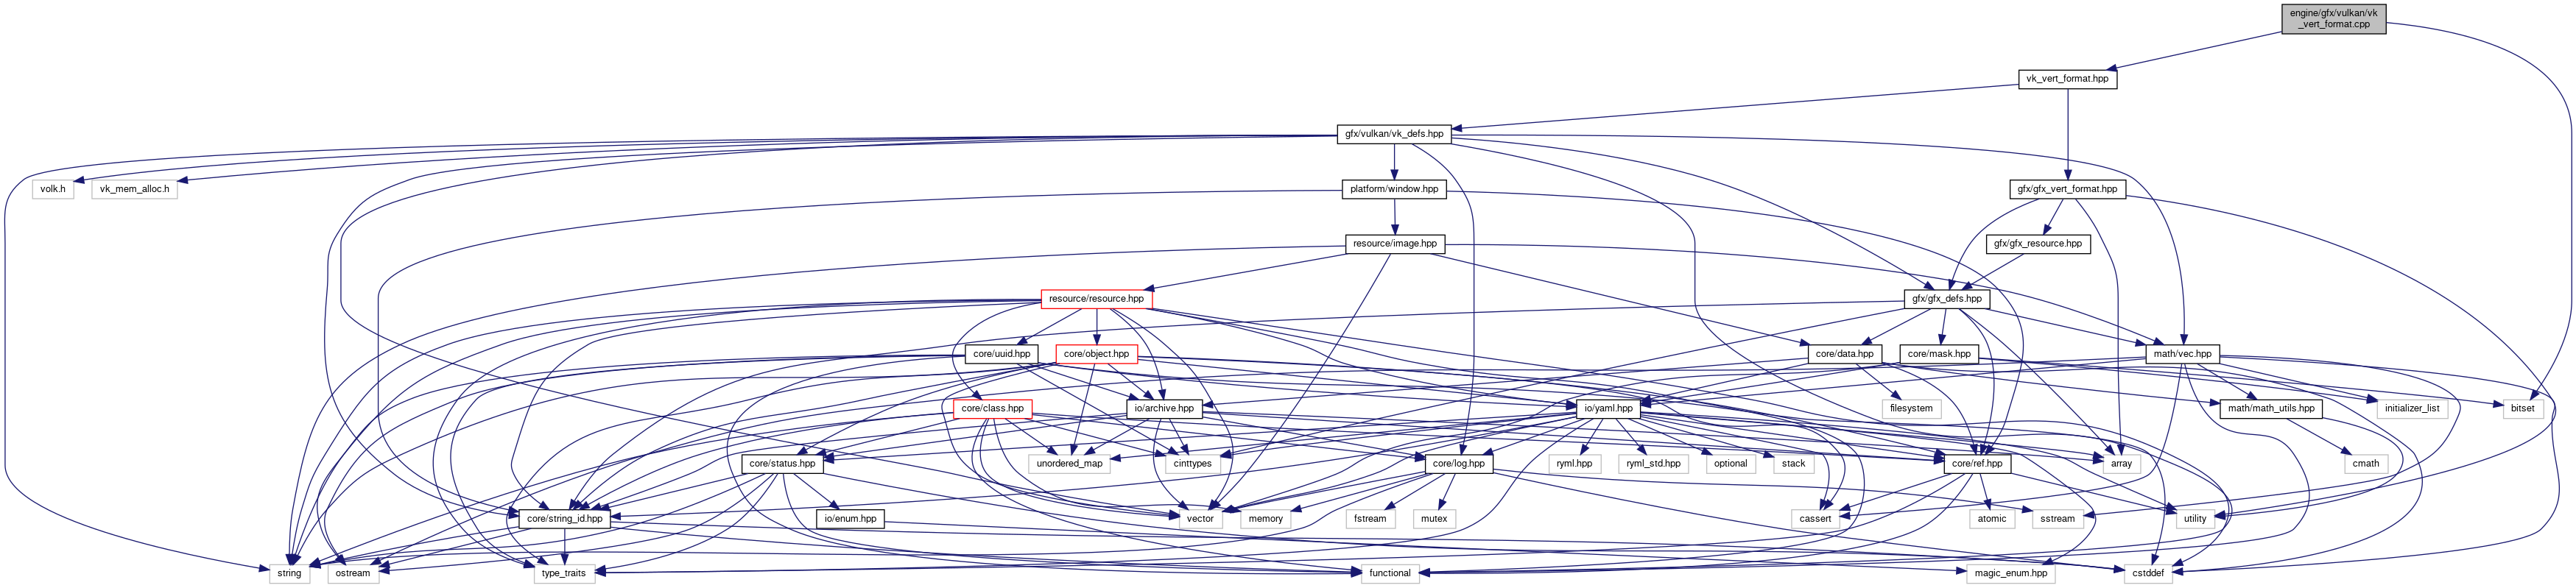 engine/gfx/vulkan/vk
_vert_format.cpp
vk_vert_format.hpp
gfx/vulkan/vk_defs.hpp
volk.h
vk_mem_alloc.h
platform/window.hpp
gfx/gfx_vert_format.hpp
resource/image.hpp
gfx/gfx_resource.hpp
resource/resource.hpp
gfx/gfx_defs.hpp
core/uuid.hpp
core/object.hpp
core/data.hpp
core/mask.hpp
math/vec.hpp
core/class.hpp
io/archive.hpp
io/yaml.hpp
filesystem
math/math_utils.hpp
initializer_list
bitset
core/status.hpp
unordered_map
cinttypes
core/log.hpp
ryml.hpp
ryml_std.hpp
optional
stack
core/ref.hpp
array
cmath
core/string_id.hpp
io/enum.hpp
vector
memory
fstream
mutex
cassert
atomic
sstream
utility
string
ostream
type_traits
functional
magic_enum.hpp
cstddef